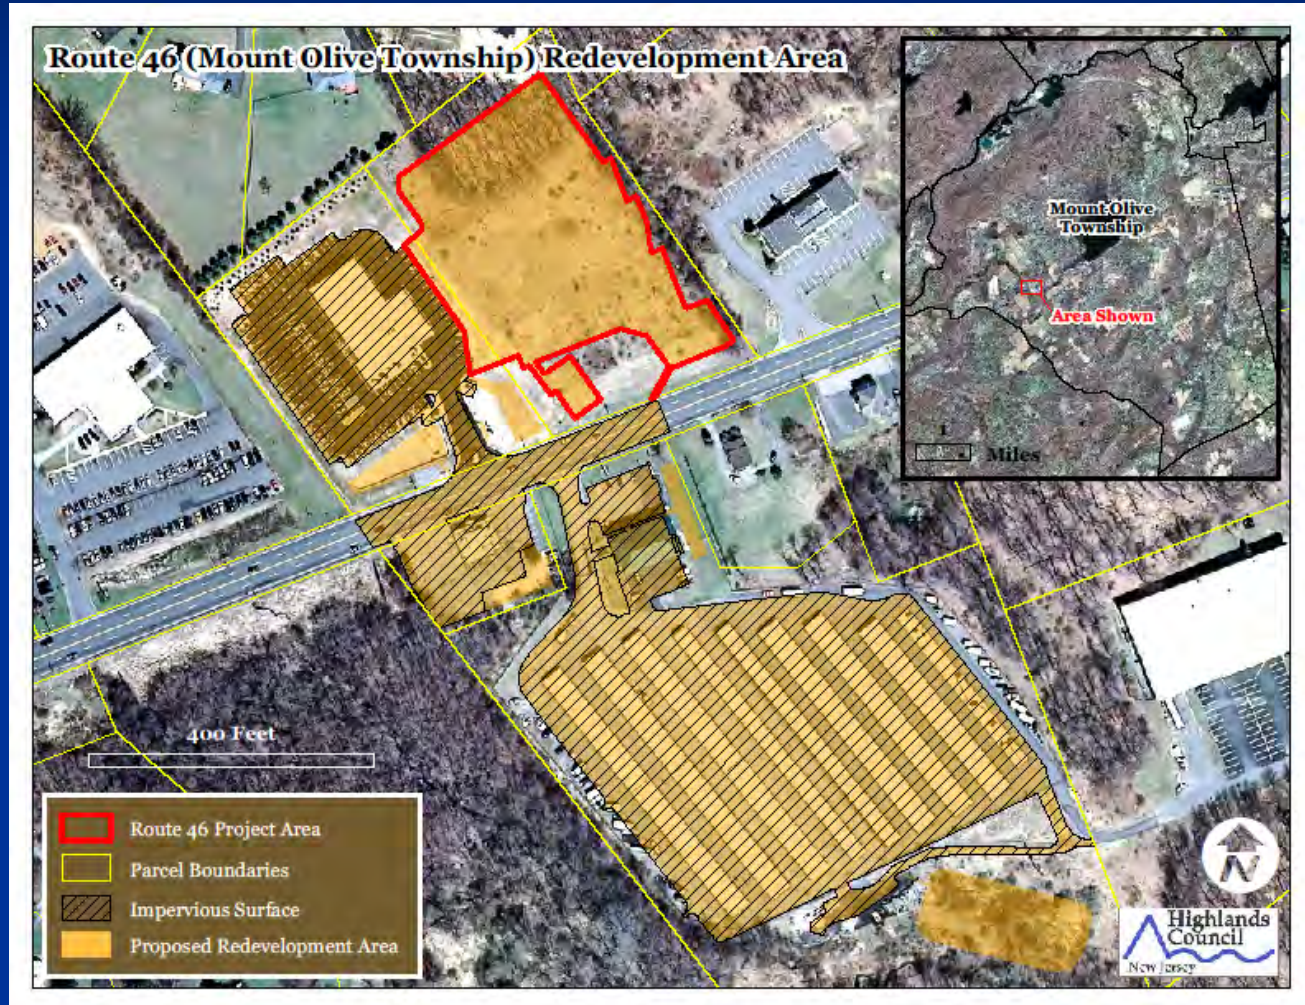 Route 46 (Mount Olive Township) Redevelopment Area
Mount Olive
Township
Area Shown
1
Miles
400 Feet
Route 46 Project Area
Parcel Boundaries
Impervious Surface
Proposed Redevelopment Area
N
Highlands
Council
New Jersey